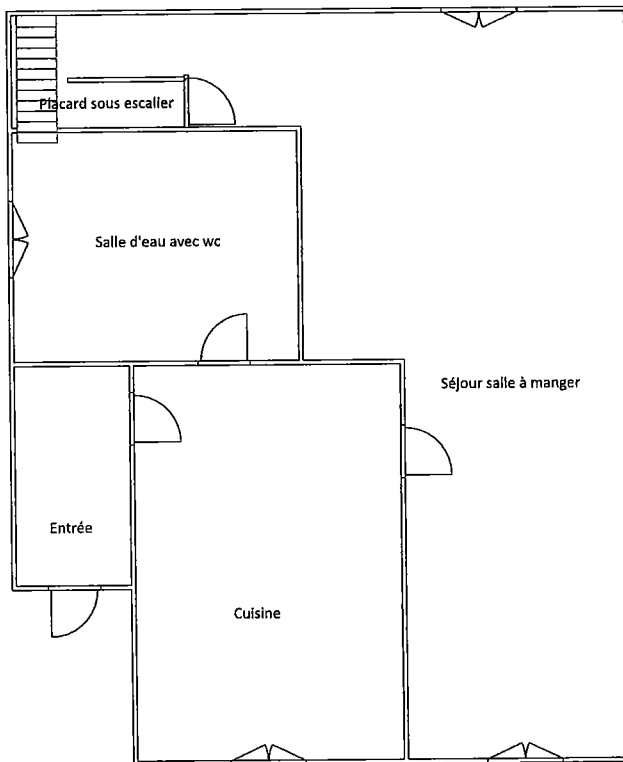 Placard sous escalier
Salle d'eau avec wc
Séjour salle à manger
Entrée
Cuisine